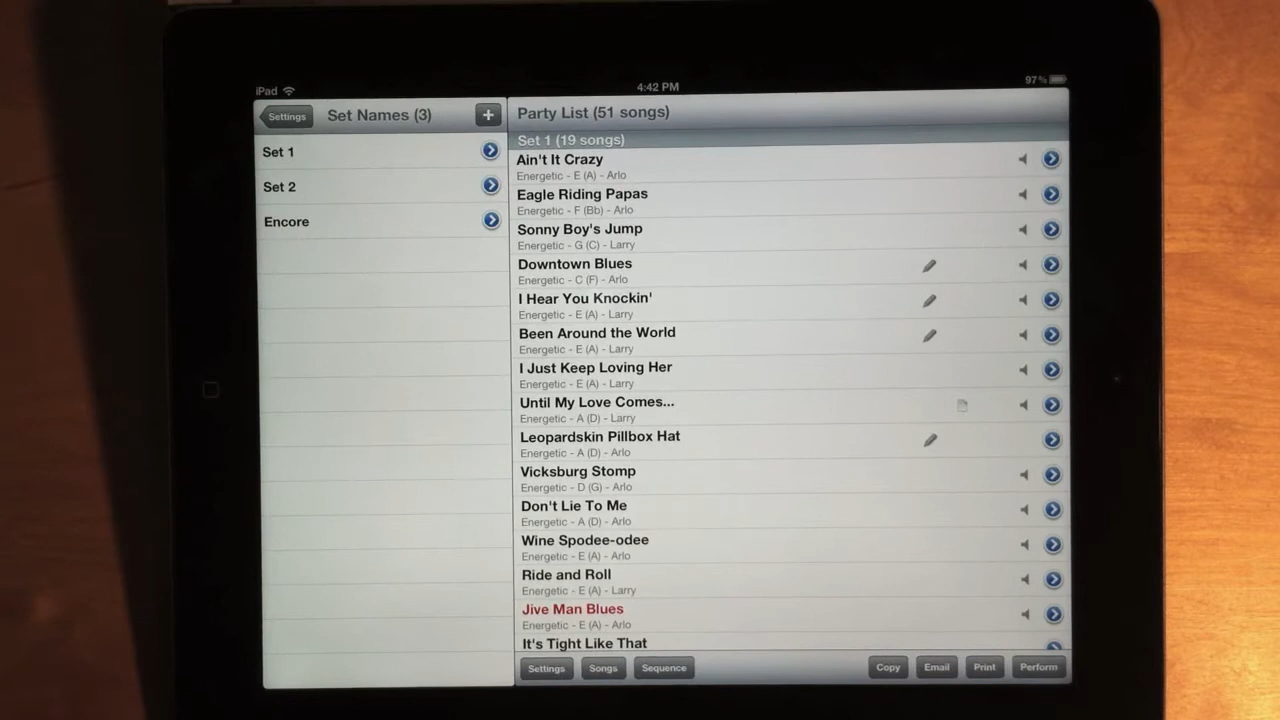 iPad 4:42 PM 97%
Settings Set Names (3) +
Set 1
Set 2
Encore
Party List (51 songs)
Set 1 (19 songs)
Ain't It Crazy
Energetic - E (A) - Arlo
Eagle Riding Papas
Energetic - F (Bb) - Arlo
Sonny Boy's Jump
Energetic - G (C) - Larry
Downtown Blues
Energetic - C (F) - Arlo
I Hear You Knockin'
Energetic - E (A) - Larry
Been Around the World
Energetic - E (A) - Larry
I Just Keep Loving Her
Energetic - E (A) - Larry
Until My Love Comes...
Energetic - A (D) - Larry
Leopardskin Pillbox Hat
Energetic - A (D) - Arlo
Vicksburg Stomp
Energetic - D (G) - Arlo
Don't Lie To Me
Energetic - A (D) - Arlo
Wine Spodee-odee
Energetic - E (A) - Arlo
Ride and Roll
Energetic - E (A) - Larry
Jive Man Blues
Energetic - E (A) - Arlo
It's Tight Like That
Settings Songs Sequence Copy Email Print Perform